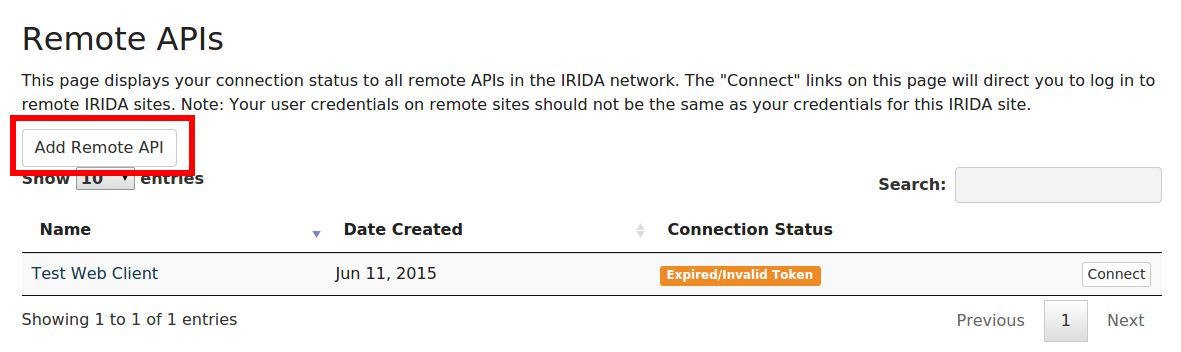 Remote APIs
This page displays your connection status to all remote APIs in the IRIDA network. The "Connect" links on this page will direct you to log in to
remote IRIDA sites. Note: Your user credentials on remote sites should not be the same as your credentials for this IRIDA site.
Add Remote API
Show 10 entries
Search:
Name Date Created Connection Status
Test Web Client Jun 11, 2015 Expired/Invalid Token Connect
Showing 1 to 1 of 1 entries
Previous 1 Next